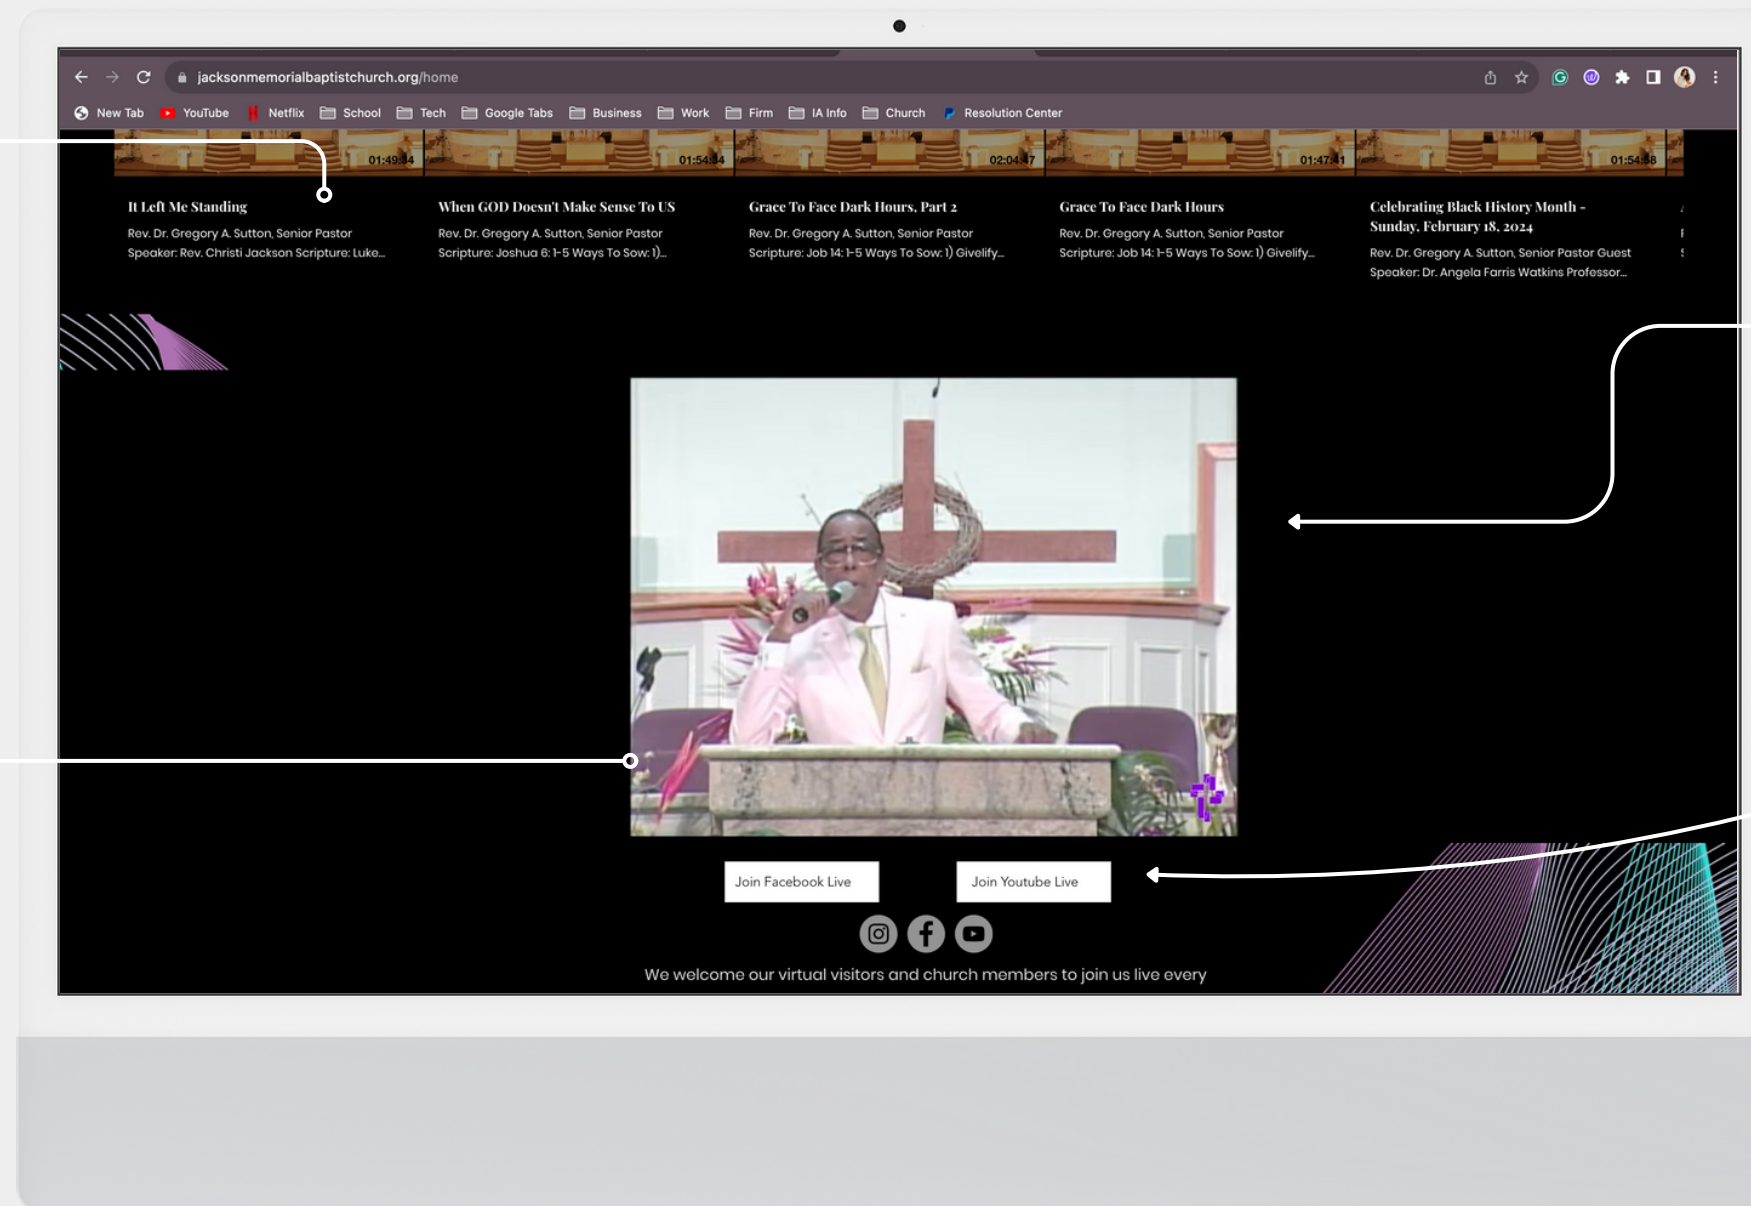 jacksonmemorialbaptistchurch.org/home
New Tab YouTube Netflix School Tech Google Tabs Business Work Firm IA Info Church Resolution Center
01:49:34 01:54:34 02:04:47 01:47:41 01:54:58
It Left Me Standing
Rev. Dr. Gregory A. Sutton, Senior Pastor
Speaker: Rev. Christi Jackson Scripture: Luke...
When GOD Doesn't Make Sense To US
Rev. Dr. Gregory A. Sutton, Senior Pastor
Scripture: Joshua 6: 1-5 Ways To Sow: 1)...
Grace To Face Dark Hours, Part 2
Rev. Dr. Gregory A. Sutton, Senior Pastor
Scripture: Job 14: 1-5 Ways To Sow: 1) Givelify...
Grace To Face Dark Hours
Rev. Dr. Gregory A. Sutton, Senior Pastor
Scripture: Job 14: 1-5 Ways To Sow: 1) Givelify...
Celebrating Black History Month -
Sunday, February 18, 2024
Rev. Dr. Gregory A. Sutton, Senior Pastor Guest
Speaker: Dr. Angela Farris Watkins Professor...
Join Facebook Live
Join Youtube Live
We welcome our virtual visitors and church members to join us live every